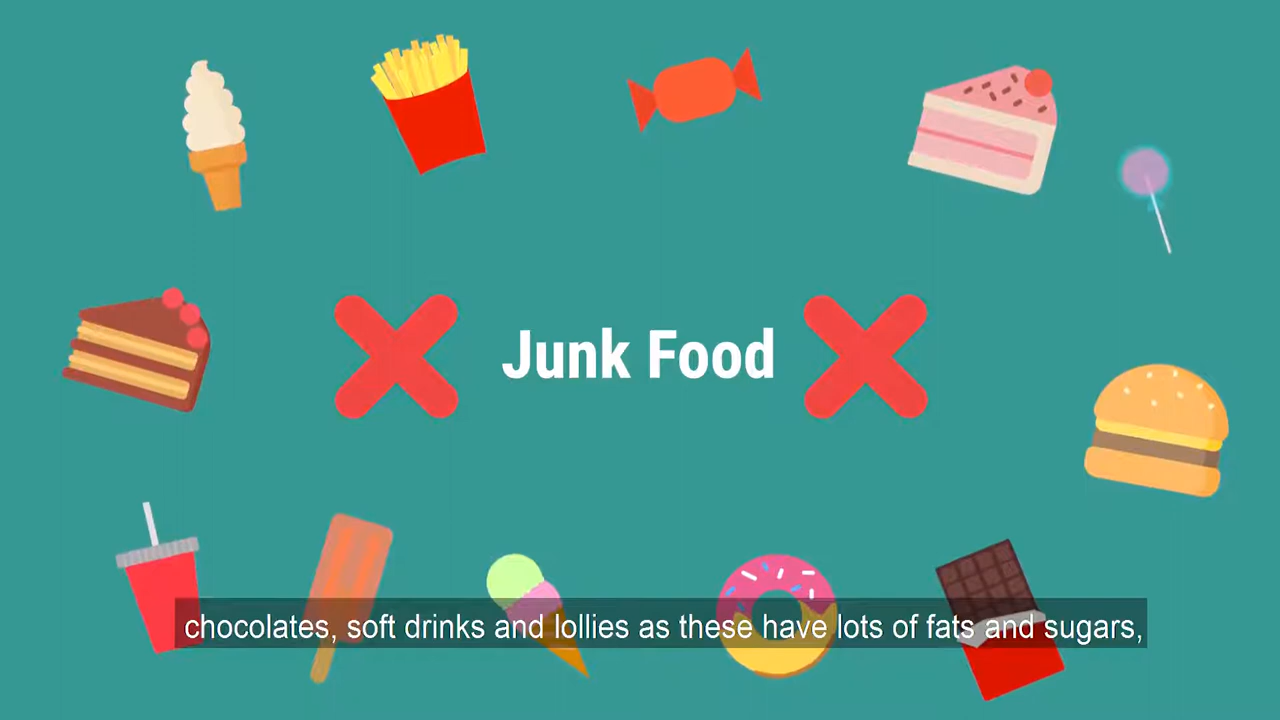 Junk Food
chocolates, soft drinks and lollies as these have lots of fats and sugars,